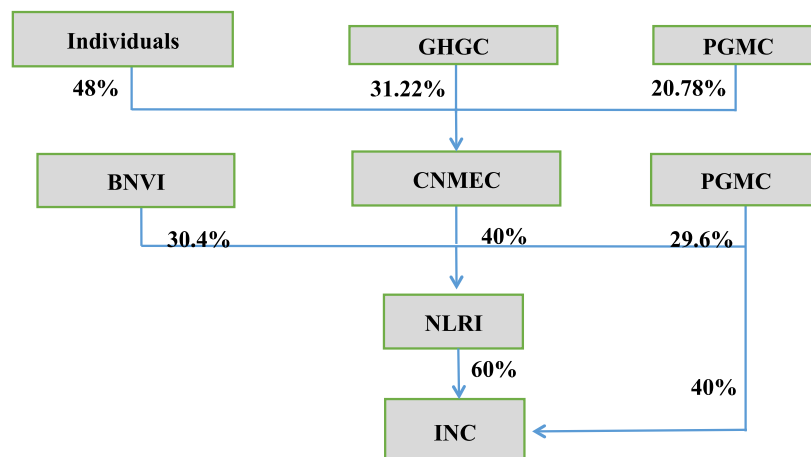 Individuals
GHGC
PGMC
48%
31.22%
20.78%
BNVI
CNMEC
PGMC
30.4%
40%
29.6%
NLRI
60%
40%
INC